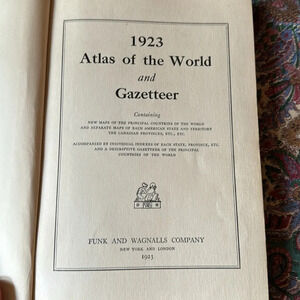 1923
Atlas of the World
and
Gazetteer
Containing
NEW MAPS OF THE PRINCIPAL COUNTRIES OF THE WORLD
AND SEPARATE MAPS OF EACH AMERICAN STATE AND TERRITORY
THE CANADIAN PROVINCES, ETC., ETC.
ACCOMPANIED BY INDIVIDUAL INDEXES OF EACH STATE, PROVINCE, ETC.
AND A DESCRIPTIVE GAZETTEER OF THE PRINCIPAL
COUNTRIES OF THE WORLD
FUNK AND WAGNALLS COMPANY
NEW YORK AND LONDON
1923